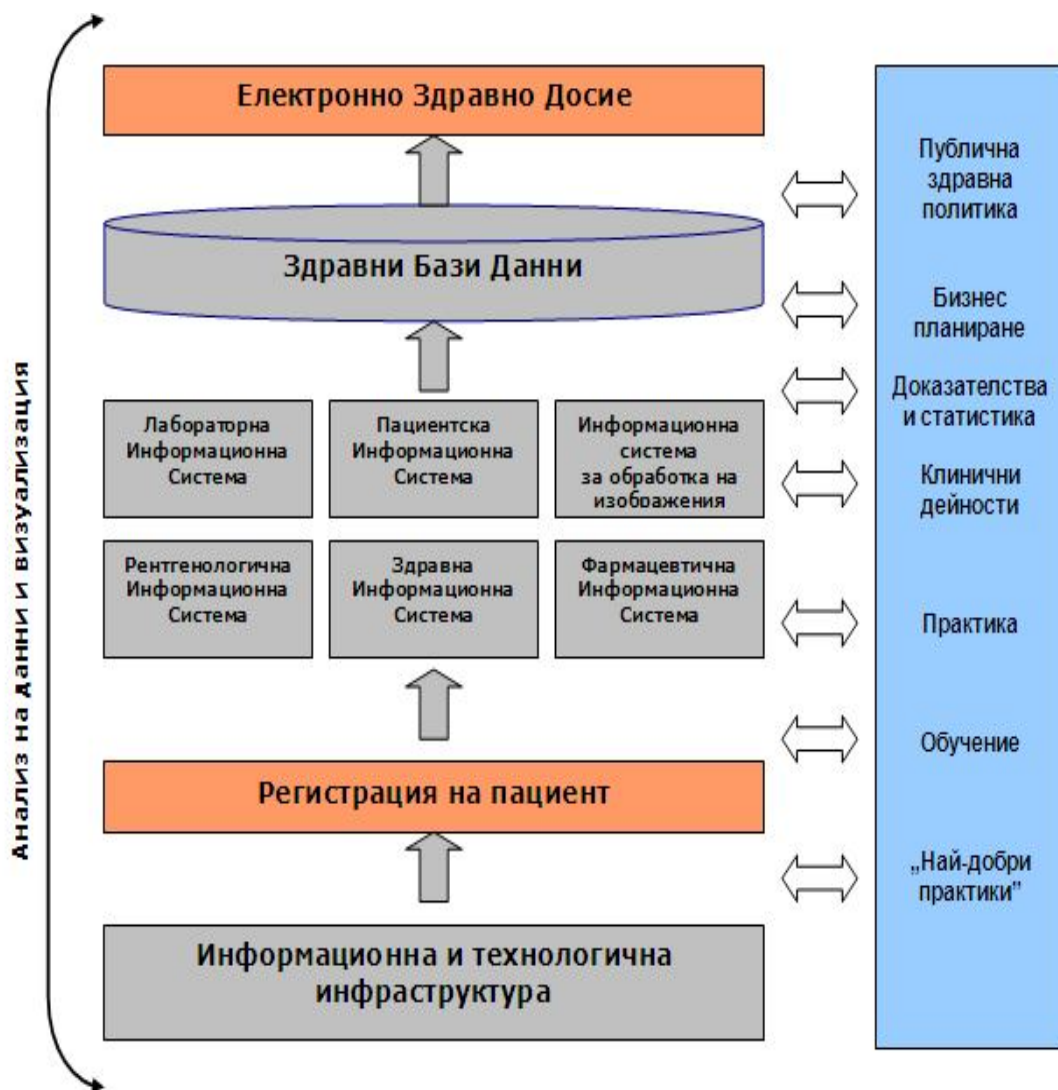 Електронно Здравно Досие
Здравни Бази Данни
Лабораторна
Информационна
Система
Пациентска
Информационна
Система
Информационна
система
за обработка на
изображения
Рентгенологична
Информационна
Система
Здравна
Информационна
Система
Фармацевтична
Информационна
Система
Регистрация на пациент
Информационна и технологична
инфраструктура
Анализ на данни и визуализация
Публична
здравна
политика
Бизнес
планиране
Доказателства
и статистика
Клинични
дейности
Практика
Обучение
„Най-добри
практики”